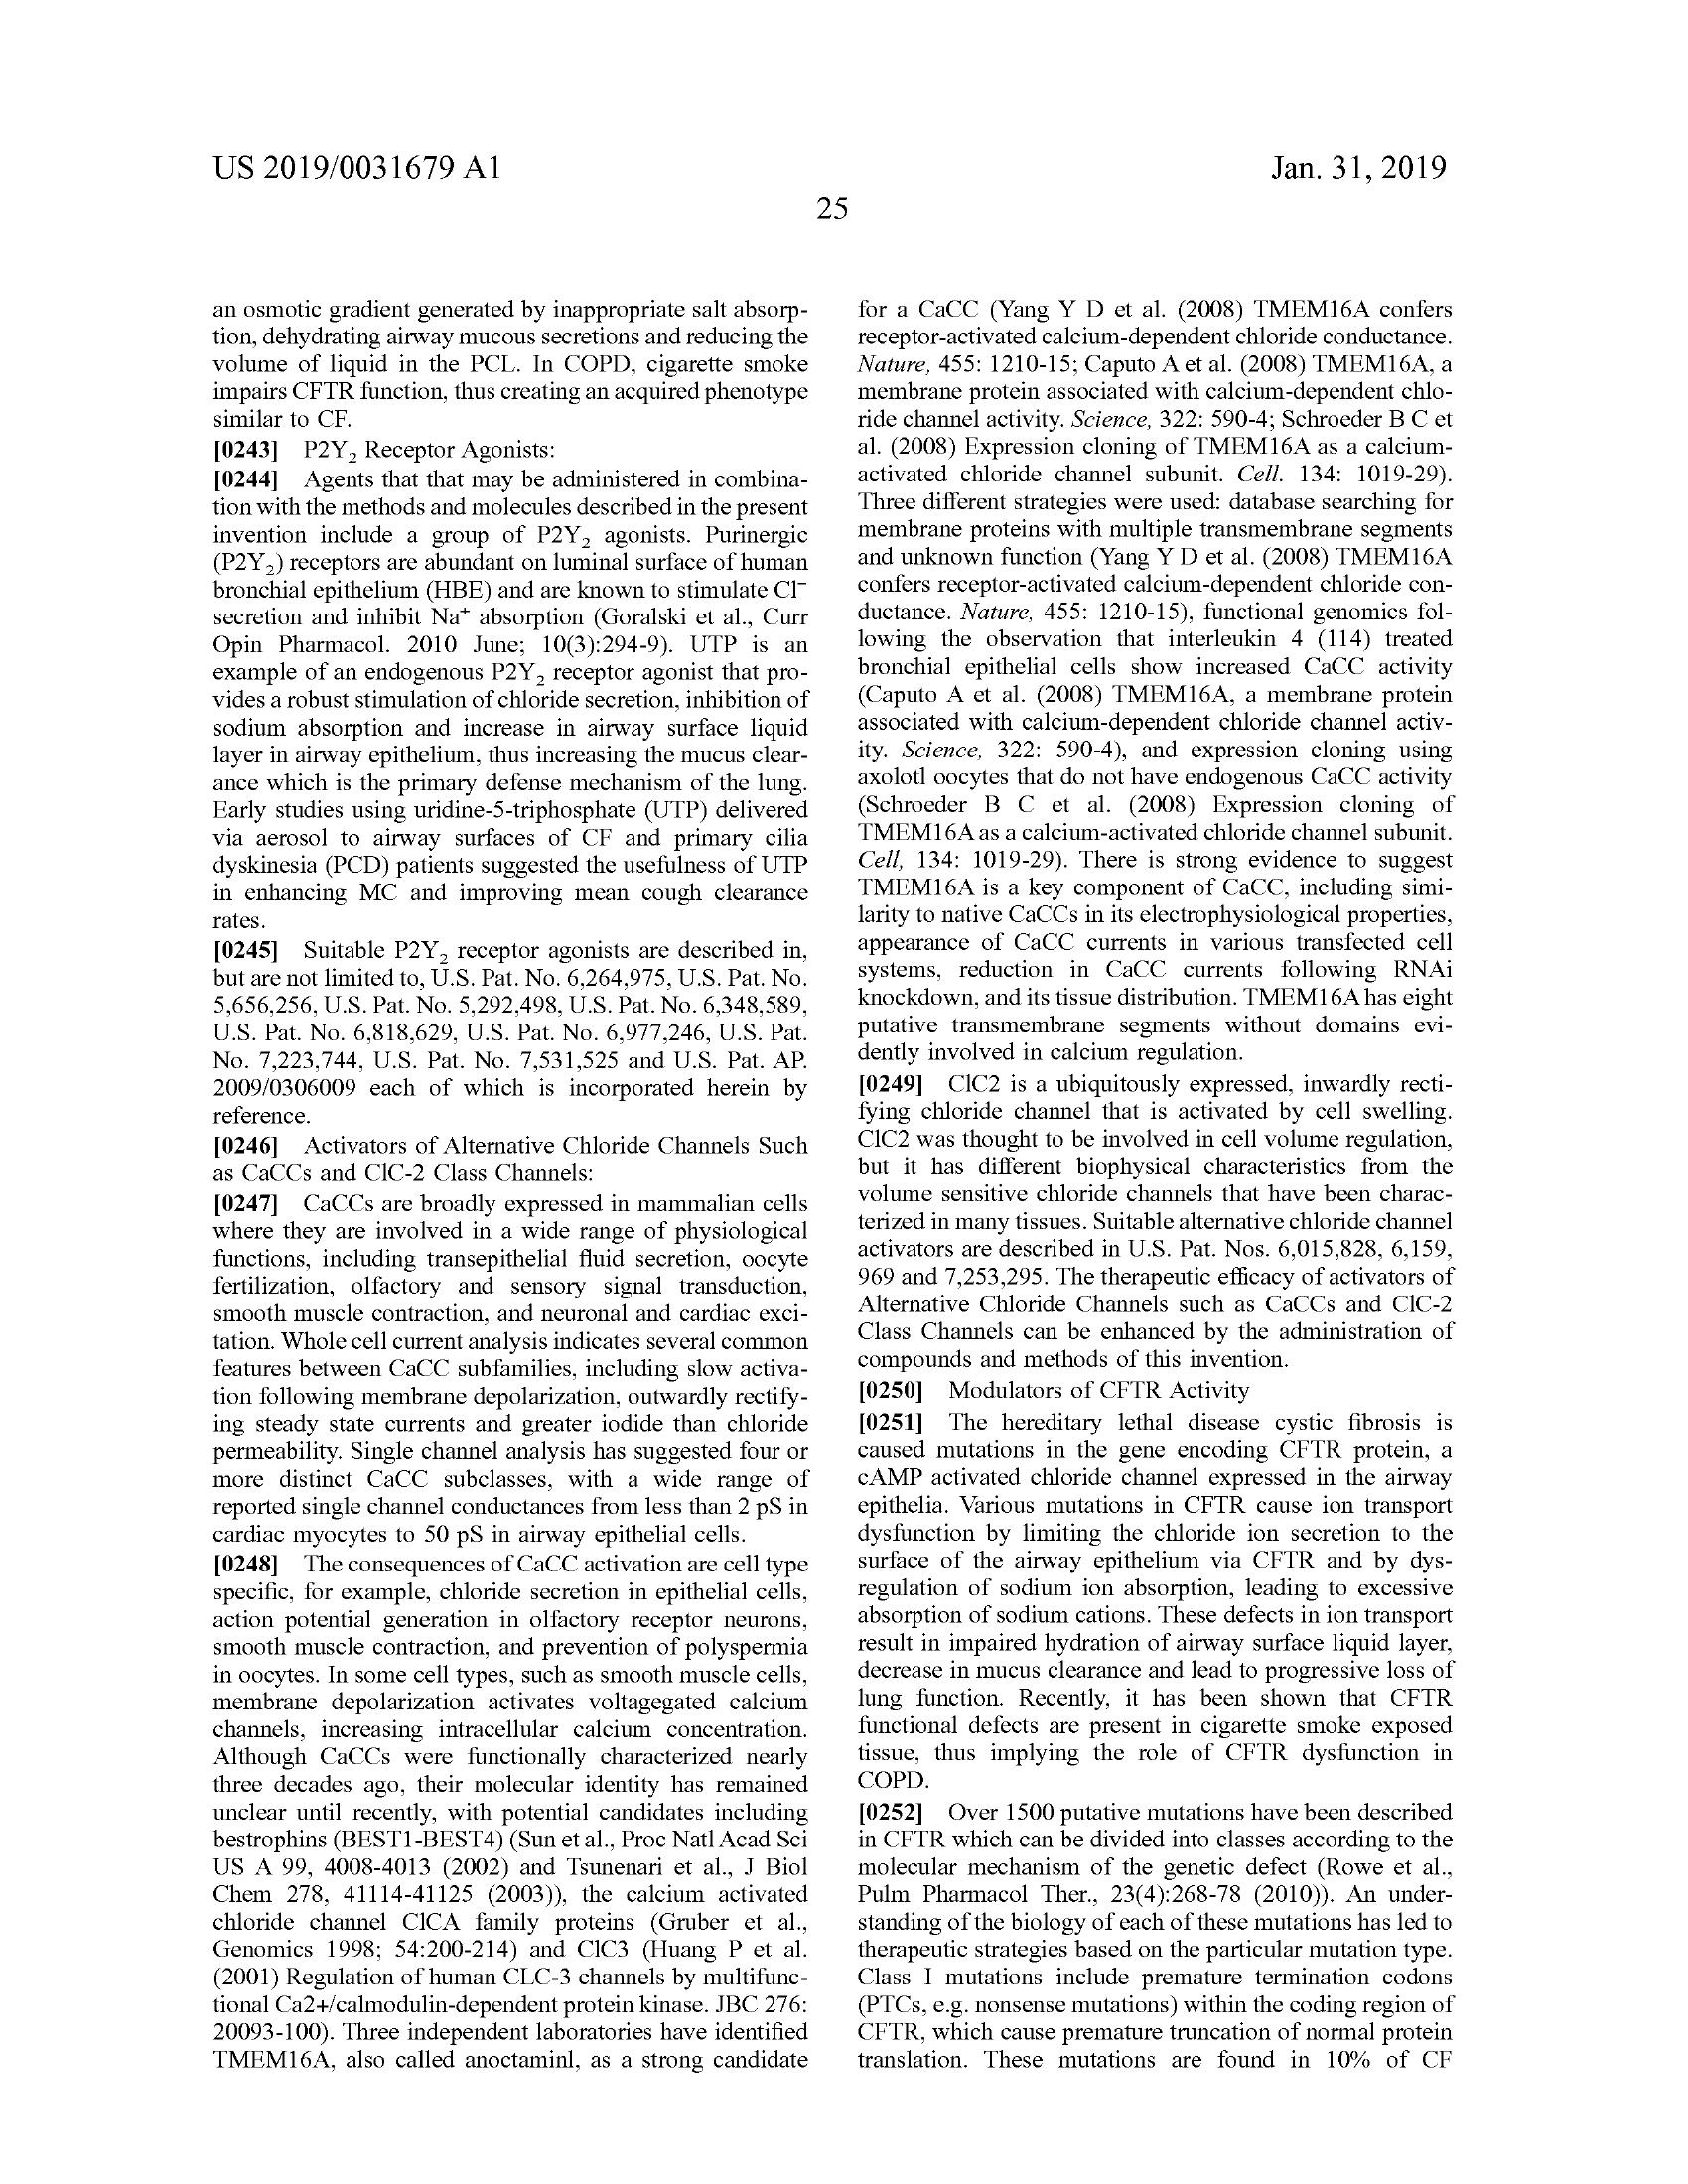 US 2019/0031679 A1
Jan. 31, 2019
25
an osmotic gradient generated by inappropriate salt absorp-
tion, dehydrating airway mucous secretions and reducing the
volume of liquid in the PCL. In COPD, cigarette smoke
impairs CFTR function, thus creating an acquired phenotype
similar to CF.
[0243] P2Y₂ Receptor Agonists:
[0244] Agents that that may be administered in combina-
tion with the methods and molecules described in the present
invention include a group of P2Y₂ agonists. Purinergic
(P2Y₂) receptors are abundant on luminal surface of human
bronchial epithelium (HBE) and are known to stimulate Cl⁻
secretion and inhibit Na⁺ absorption (Goralski et al., Curr
Opin Pharmacol. 2010 June; 10(3):294-9). UTP is an
example of an endogenous P2Y₂ receptor agonist that pro-
vides a robust stimulation of chloride secretion, inhibition of
sodium absorption and increase in airway surface liquid
layer in airway epithelium, thus increasing the mucus clear-
ance which is the primary defense mechanism of the lung.
Early studies using uridine-5-triphosphate (UTP) delivered
via aerosol to airway surfaces of CF and primary cilia
dyskinesia (PCD) patients suggested the usefulness of UTP
in enhancing MC and improving mean cough clearance
rates.
[0245] Suitable P2Y₂ receptor agonists are described in,
but are not limited to, U.S. Pat. No. 6,264,975, U.S. Pat. No.
5,656,256, U.S. Pat. No. 5,292,498, U.S. Pat. No. 6,348,589,
U.S. Pat. No. 6,818,629, U.S. Pat. No. 6,977,246, U.S. Pat.
No. 7,223,744, U.S. Pat. No. 7,531,525 and U.S. Pat. AP.
2009/0306009 each of which is incorporated herein by
reference.
[0246] Activators of Alternative Chloride Channels Such
as CaCCs and ClC-2 Class Channels:
[0247] CaCCs are broadly expressed in mammalian cells
where they are involved in a wide range of physiological
functions, including transepithelial fluid secretion, oocyte
fertilization, olfactory and sensory signal transduction,
smooth muscle contraction, and neuronal and cardiac exci-
tation. Whole cell current analysis indicates several common
features between CaCC subfamilies, including slow activa-
tion following membrane depolarization, outwardly rectify-
ing steady state currents and greater iodide than chloride
permeability. Single channel analysis has suggested four or
more distinct CaCC subclasses, with a wide range of
reported single channel conductances from less than 2 pS in
cardiac myocytes to 50 pS in airway epithelial cells.
[0248] The consequences of CaCC activation are cell type
specific, for example, chloride secretion in epithelial cells,
action potential generation in olfactory receptor neurons,
smooth muscle contraction, and prevention of polyspermia
in oocytes. In some cell types, such as smooth muscle cells,
membrane depolarization activates voltagegated calcium
channels, increasing intracellular calcium concentration.
Although CaCCs were functionally characterized nearly
three decades ago, their molecular identity has remained
unclear until recently, with potential candidates including
bestrophins (BEST1-BEST4) (Sun et al., Proc Natl Acad Sci
US A 99, 4008-4013 (2002) and Tsunenari et al., J Biol
Chem 278, 41114-41125 (2003)), the calcium activated
chloride channel ClCA family proteins (Gruber et al.,
Genomics 1998; 54:200-214) and ClC3 (Huang P et al.
(2001) Regulation of human CLC-3 channels by multifunc-
tional Ca2+/calmodulin-dependent protein kinase. JBC 276:
20093-100). Three independent laboratories have identified
TMEM16A, also called anoctaminl, as a strong candidate
for a CaCC (Yang Y D et al. (2008) TMEM16A confers
receptor-activated calcium-dependent chloride conductance.
Nature, 455: 1210-15; Caputo A et al. (2008) TMEM16A, a
membrane protein associated with calcium-dependent chlo-
ride channel activity. Science, 322: 590-4; Schroeder B C et
al. (2008) Expression cloning of TMEM16A as a calcium-
activated chloride channel subunit. Cell. 134: 1019-29).
Three different strategies were used: database searching for
membrane proteins with multiple transmembrane segments
and unknown function (Yang Y D et al. (2008) TMEM16A
confers receptor-activated calcium-dependent chloride con-
ductance. Nature, 455: 1210-15), functional genomics fol-
lowing the observation that interleukin 4 (114) treated
bronchial epithelial cells show increased CaCC activity
(Caputo A et al. (2008) TMEM16A, a membrane protein
associated with calcium-dependent chloride channel activ-
ity. Science, 322: 590-4), and expression cloning using
axolotl oocytes that do not have endogenous CaCC activity
(Schroeder B C et al. (2008) Expression cloning of
TMEM16A as a calcium-activated chloride channel subunit.
Cell, 134: 1019-29). There is strong evidence to suggest
TMEM16A is a key component of CaCC, including simi-
larity to native CaCCs in its electrophysiological properties,
appearance of CaCC currents in various transfected cell
systems, reduction in CaCC currents following RNAi
knockdown, and its tissue distribution. TMEM16A has eight
putative transmembrane segments without domains evi-
dently involved in calcium regulation.
[0249] ClC2 is a ubiquitously expressed, inwardly recti-
fying chloride channel that is activated by cell swelling.
ClC2 was thought to be involved in cell volume regulation,
but it has different biophysical characteristics from the
volume sensitive chloride channels that have been charac-
terized in many tissues. Suitable alternative chloride channel
activators are described in U.S. Pat. Nos. 6,015,828, 6,159,
969 and 7,253,295. The therapeutic efficacy of activators of
Alternative Chloride Channels such as CaCCs and ClC-2
Class Channels can be enhanced by the administration of
compounds and methods of this invention.
[0250] Modulators of CFTR Activity
[0251] The hereditary lethal disease cystic fibrosis is
caused mutations in the gene encoding CFTR protein, a
cAMP activated chloride channel expressed in the airway
epithelia. Various mutations in CFTR cause ion transport
dysfunction by limiting the chloride ion secretion to the
surface of the airway epithelium via CFTR and by dys-
regulation of sodium ion absorption, leading to excessive
absorption of sodium cations. These defects in ion transport
result in impaired hydration of airway surface liquid layer,
decrease in mucus clearance and lead to progressive loss of
lung function. Recently, it has been shown that CFTR
functional defects are present in cigarette smoke exposed
tissue, thus implying the role of CFTR dysfunction in
COPD.
[0252] Over 1500 putative mutations have been described
in CFTR which can be divided into classes according to the
molecular mechanism of the genetic defect (Rowe et al.,
Pulm Pharmacol Ther., 23(4):268-78 (2010)). An under-
standing of the biology of each of these mutations has led to
therapeutic strategies based on the particular mutation type.
Class I mutations include premature termination codons
(PTCs, e.g. nonsense mutations) within the coding region of
CFTR, which cause premature truncation of normal protein
translation. These mutations are found in 10% of CF